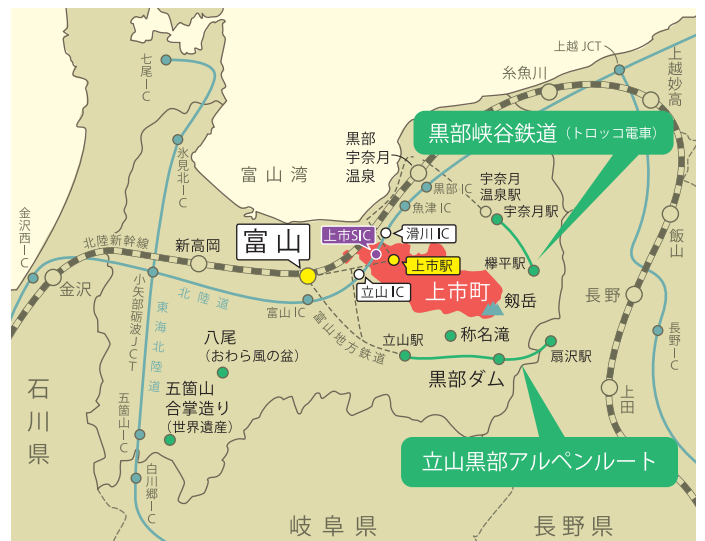 上越JCT
七尾IC
糸魚川
上越妙高
黒部峡谷鉄道(トロッコ電車)
黒部
宇奈月
温泉
氷見北IC
富山湾
黒部IC
宇奈月
温泉駅
魚津IC
宇奈月駅
金沢西IC
北陸新幹線
新高岡
富山
上市SIC
滑川IC
飯山
上市駅
欅平駅
金沢
小矢部砺波JCT
北陸道
立山IC
上市町
剱岳
長野
東海北陸道
富山IC
富山地方鉄道
称名滝
長野IC
八尾
(おわら風の盆)
立山駅
扇沢駅
黒部ダム
石川県
五箇山
合掌造り
(世界遺産)
上田
五箇山IC
立山黒部アルペンルート
白川郷IC
岐阜県
長野県